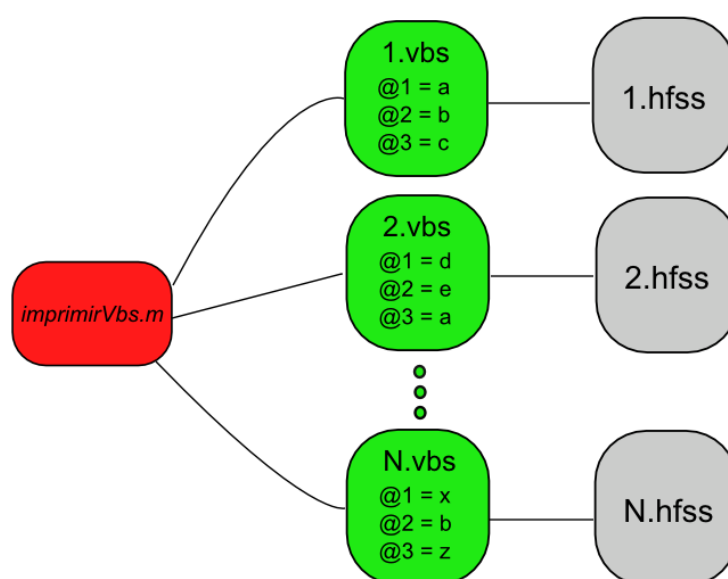 imprimirVbs.m
1.vbs
@1 = a
@2 = b
@3 = c
1.hfss
2.vbs
@1 = d
@2 = e
@3 = a
2.hfss
N.vbs
@1 = x
@2 = b
@3 = z
N.hfss